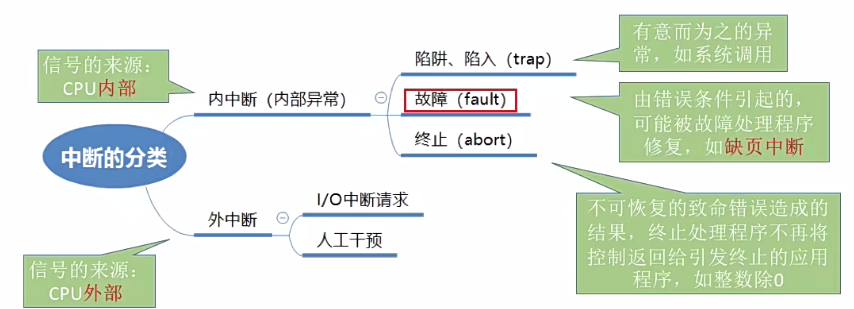 有意而为之的异
常，如系统调用
信号的来源：
CPU内部
陷阱、陷入（trap）
内中断（内部异常）
故障（fault）
由错误条件引起的，
可能被故障处理程序
修复，如缺页中断
终止（abort）
中断的分类
I/O中断请求
外中断
人工干预
不可恢复的致命错误造成的
结果，终止处理程序不再将
控制返回给引发终止的应用
程序，如整数除0
信号的来源：
CPU外部